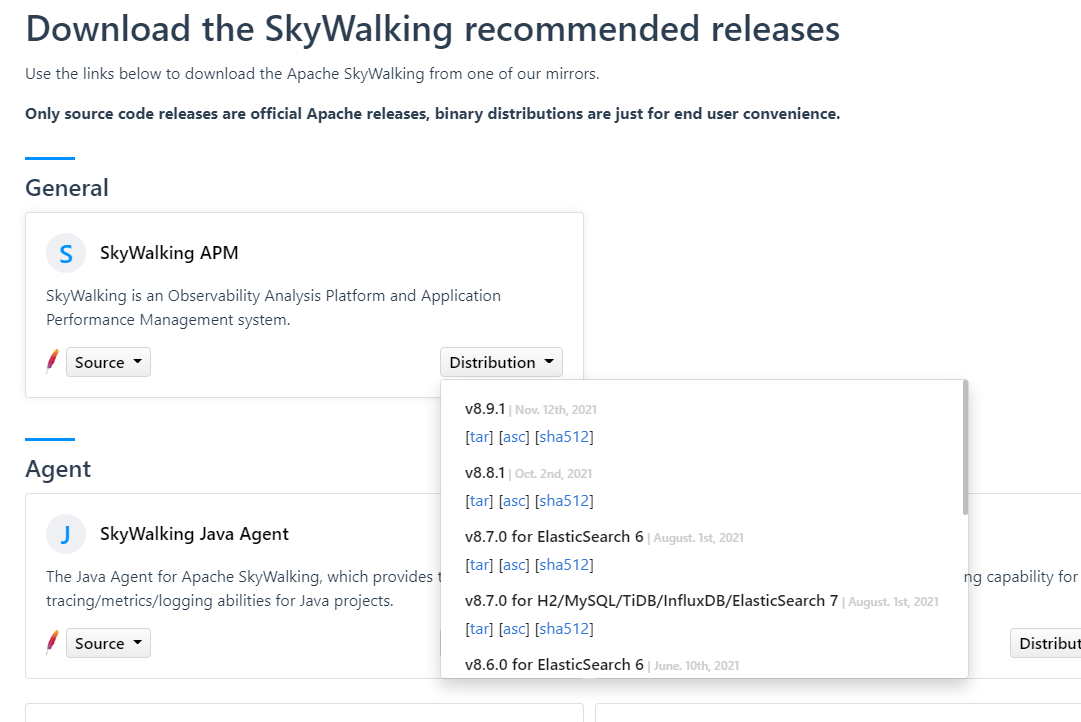 Download the SkyWalking recommended releases
Use the links below to download the Apache SkyWalking from one of our mirrors.
Only source code releases are official Apache releases, binary distributions are just for end user convenience.
General
S SkyWalking APM
SkyWalking is an Observability Analysis Platform and Application
Performance Management system.
Source Distribution
v8.9.1 | Nov. 12th, 2021
[tar] [asc] [sha512]
v8.8.1 | Oct. 2nd, 2021
[tar] [asc] [sha512]
v8.7.0 for ElasticSearch 6 | August. 1st, 2021
[tar] [asc] [sha512]
v8.7.0 for H2/MySQL/TiDB/InfluxDB/ElasticSearch 7 | August. 1st, 2021
[tar] [asc] [sha512]
v8.6.0 for ElasticSearch 6 | June. 10th, 2021
Agent
J SkyWalking Java Agent
The Java Agent for Apache SkyWalking, which provides t
ng capability for
tracing/metrics/logging abilities for Java projects.
Source
Distribut